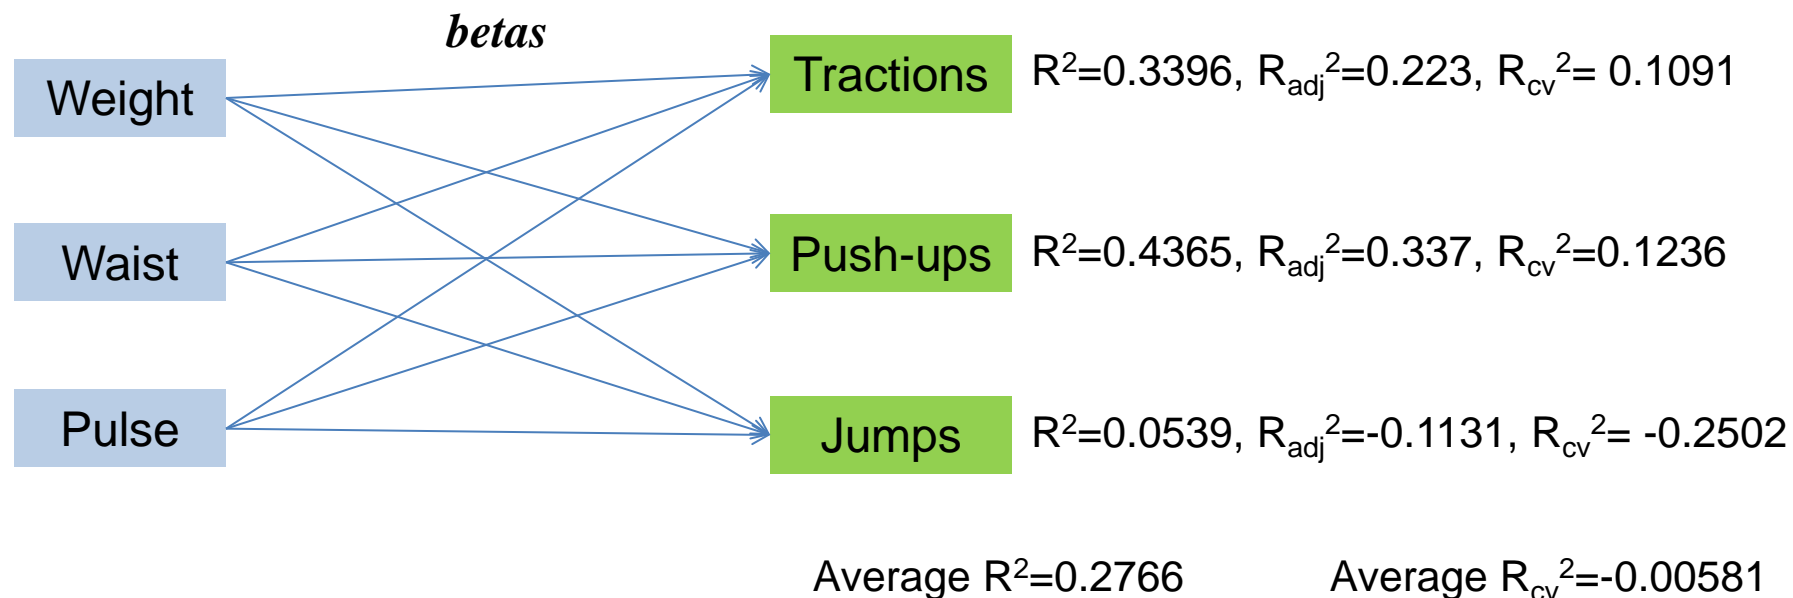 betas
Weight
Tractions
R²=0.3396, Radj²=0.223, Rcv²= 0.1091
Waist
Push-ups
R²=0.4365, Radj²=0.337, Rcv²=0.1236
Pulse
Jumps
R²=0.0539, Radj²=-0.1131, Rcv²= -0.2502
Average R²=0.2766
Average Rcv²=-0.00581